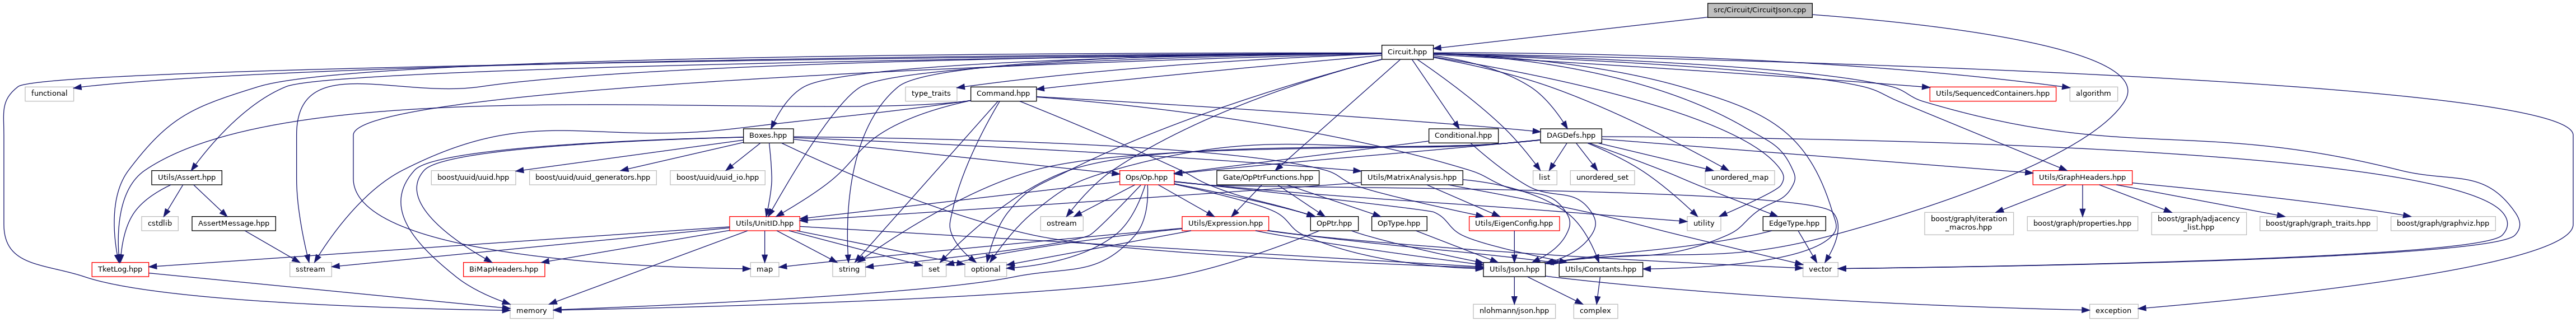 src/Circuit/CircuitJson.cpp
Circuit.hpp
functional
type_traits
Command.hpp
Utils/SequencedContainers.hpp
algorithm
Boxes.hpp
Conditional.hpp
DAGDefs.hpp
Utils/Assert.hpp
boost/uuid/uuid.hpp
boost/uuid/uuid_generators.hpp
boost/uuid/uuid_io.hpp
Ops/Op.hpp
Gate/OpPtrFunctions.hpp
Utils/MatrixAnalysis.hpp
list
unordered_set
unordered_map
Utils/GraphHeaders.hpp
cstdlib
AssertMessage.hpp
Utils/UnitID.hpp
ostream
Utils/Expression.hpp
OpPtr.hpp
OpType.hpp
Utils/EigenConfig.hpp
utility
EdgeType.hpp
boost/graph/iteration
_macros.hpp
boost/graph/properties.hpp
boost/graph/adjacency
_list.hpp
boost/graph/graph_traits.hpp
boost/graph/graphviz.hpp
TketLog.hpp
sstream
BiMapHeaders.hpp
map
string
set
optional
Utils/Json.hpp
Utils/Constants.hpp
vector
memory
nlohmann/json.hpp
complex
exception